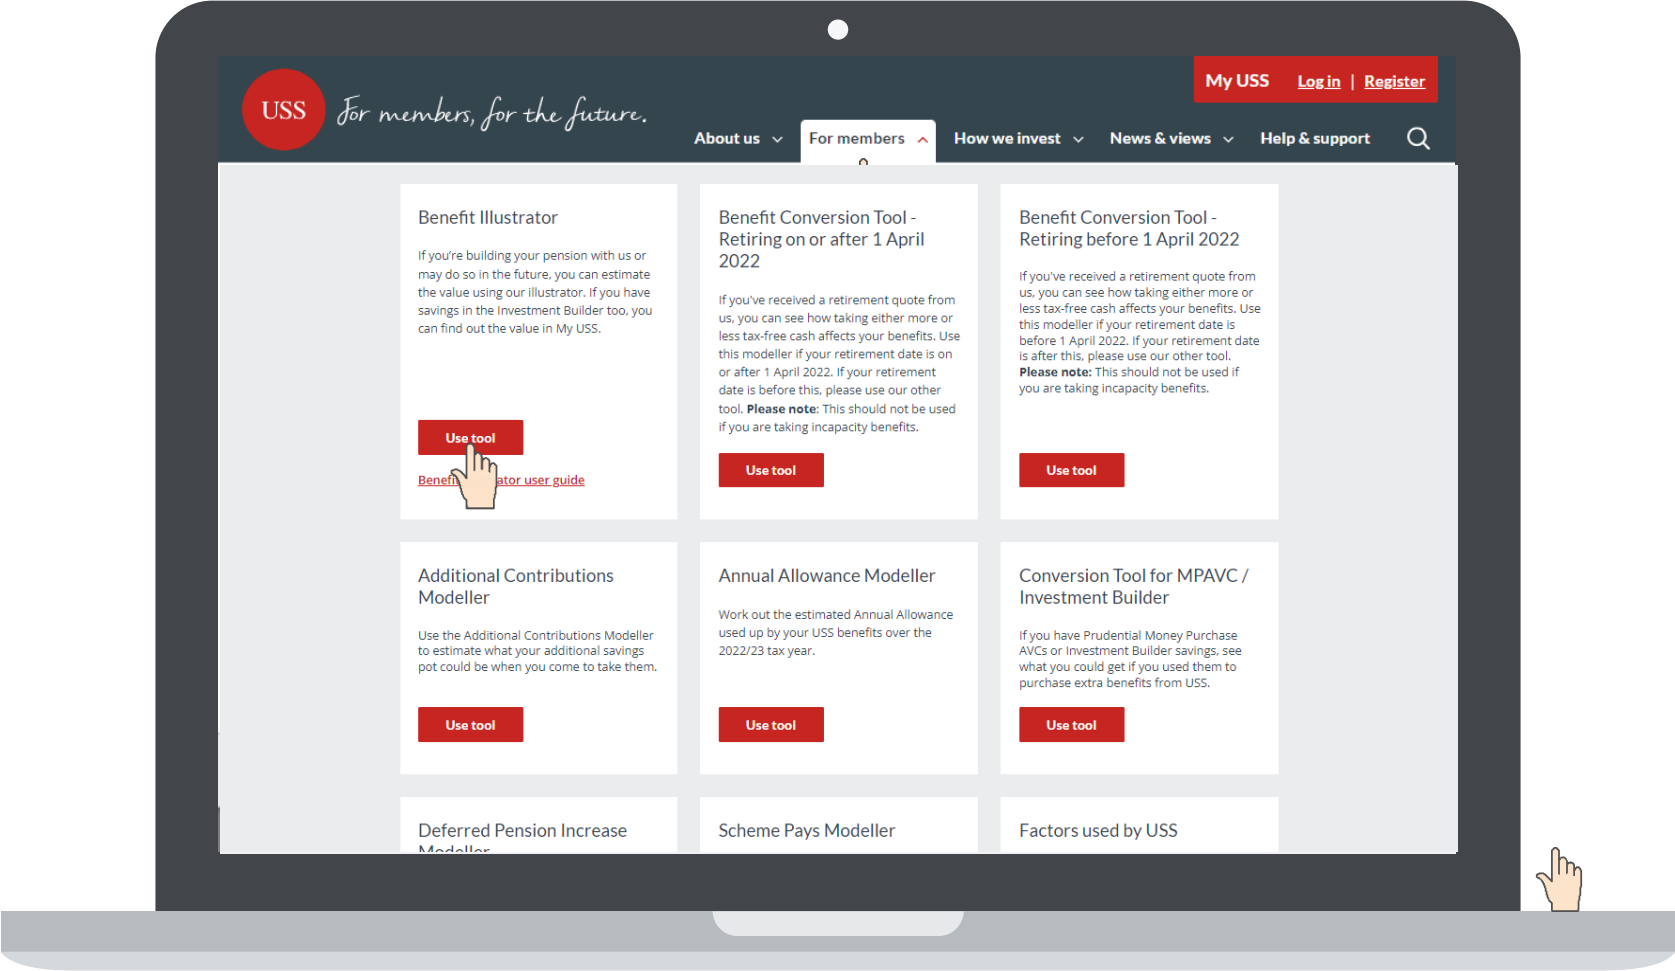 USS
For members, for the future.
My USS Log in | Register
About us For members How we invest News & views Help & support
Benefit Illustrator
If you're building your pension with us or
may do so in the future, you can estimate
the value using our illustrator. If you have
savings in the Investment Builder too, you
can find out the value in My USS.
Use tool
user guide
Benefit Conversion Tool -
Retiring on or after 1 April
2022
If you've received a retirement quote from
us, you can see how taking either more or
less tax-free cash affects your benefits. Use
this modeller if your retirement date is on
or after 1 April 2022. If your retirement
date is before this, please use our other
tool. Please note: This should not be used
if you are taking incapacity benefits.
Use tool
Benefit Conversion Tool -
Retiring before 1 April 2022
If you've received a retirement quote from
us, you can see how taking either more or
less tax-free cash affects your benefits. Use
this modeller if your retirement date is
before 1 April 2022. If your retirement date
is after this, please use our other tool.
Please note: This should not be used if
you are taking incapacity benefits.
Use tool
Additional Contributions
Modeller
Use the Additional Contributions Modeller
to estimate what your additional savings
pot could be when you come to take them.
Use tool
Annual Allowance Modeller
Work out the estimated Annual Allowance
used up by your USS benefits over the
2022/23 tax year.
Use tool
Conversion Tool for MPAVC /
Investment Builder
If you have Prudential Money Purchase
AVCs or Investment Builder savings, see
what you could get if you used them to
purchase extra benefits from USS.
Use tool
Deferred Pension Increase
Modeller
Scheme Pays Modeller
Factors used by USS